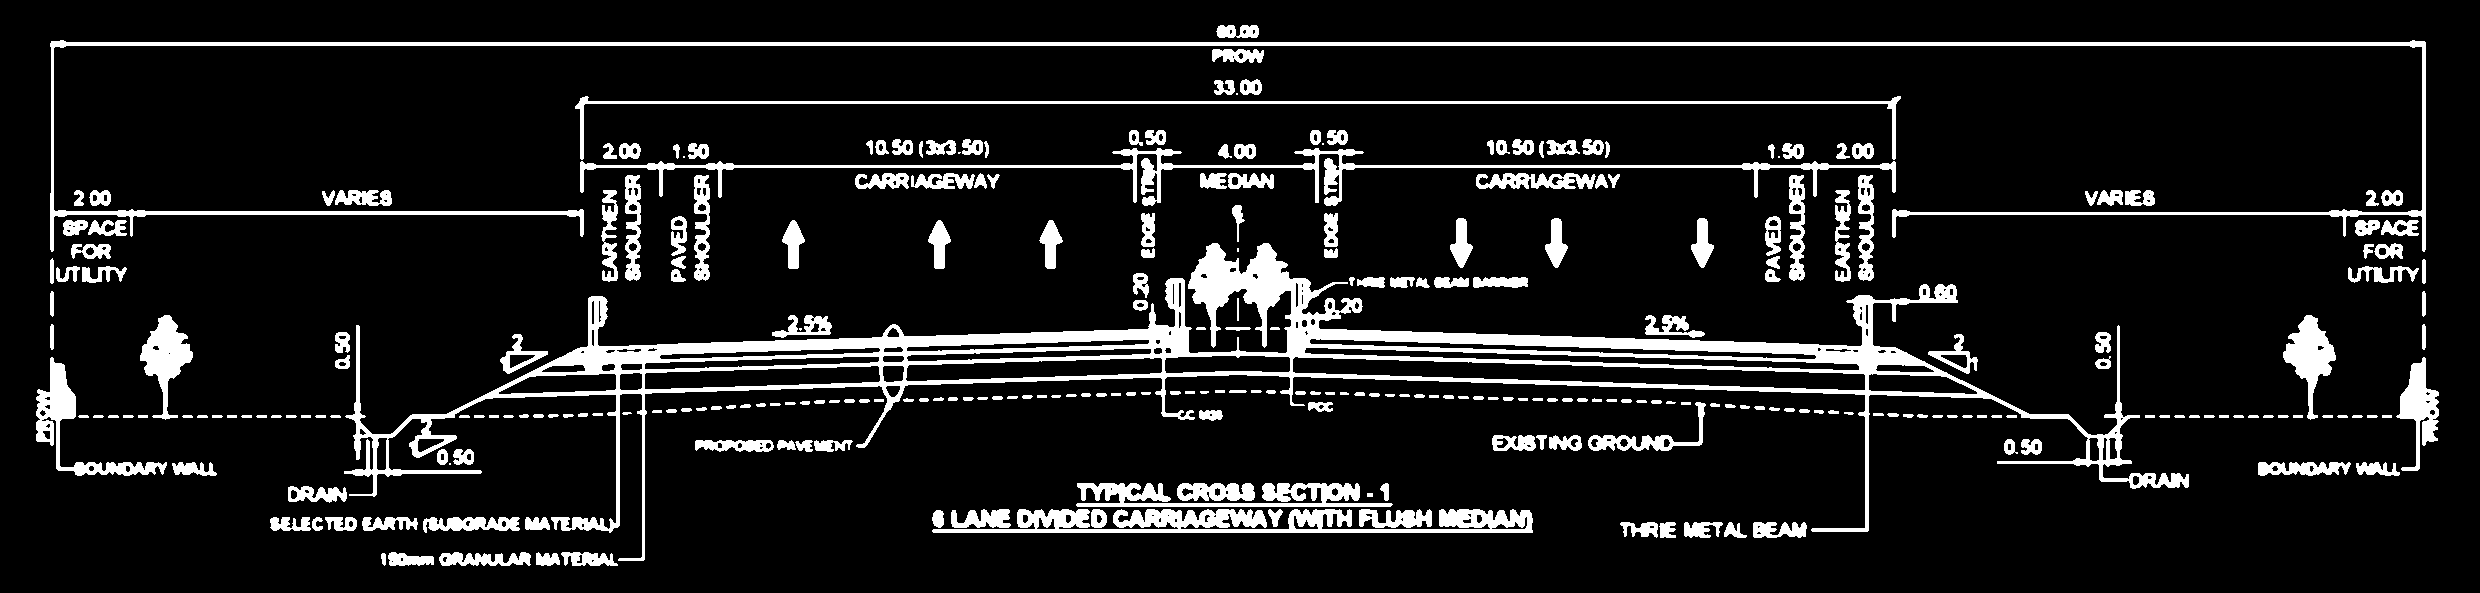 60.00
PROW
33.00
0.50
0.50
2.00
1.50
10.50 (3x3.50)
4.00
10.50 (3x3.50)
1.50
2.00
CARRIAGEWAY
MEDIAN
CARRIAGEWAY
2.00
VARIES
VARIES
2.00
SPACE
FOR
UTILITY
EARTHEN
SHOULDER
PAVED
SHOULDER
EDGE STRIP
EDGE STRIP
PAVED
SHOULDER
EARTHEN
SHOULDER
SPACE
FOR
UTILITY
THRIE METAL BEAM BARRIER
0.20
0.20
0.60
2.5%
2.5%
0.50
2
2
1
0.50
PROW
PROW
2
0.50
CC M35
PCC
PROPOSED PAVEMENT
EXISTING GROUND
0.50
BOUNDARY WALL
BOUNDARY WALL
DRAIN
DRAIN
TYPICAL CROSS SECTION - 1
6 LANE DIVIDED CARRIAGEWAY (WITH FLUSH MEDIAN)
SELECTED EARTH (SUBGRADE MATERIAL)
THRIE METAL BEAM
150mm GRANULAR MATERIAL